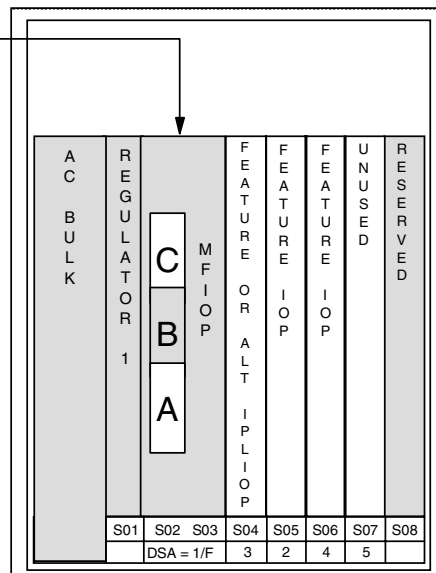 AC BULK
REGULATOR 1
C
B
A
MFIOP
FEATURE OR ALT IPLIOP
FEATURE IOP
FEATURE IOP
UNUSED
RESERVED
S01 S02 S03 S04 S05 S06 S07 S08
DSA = 1/F 3 2 4 5